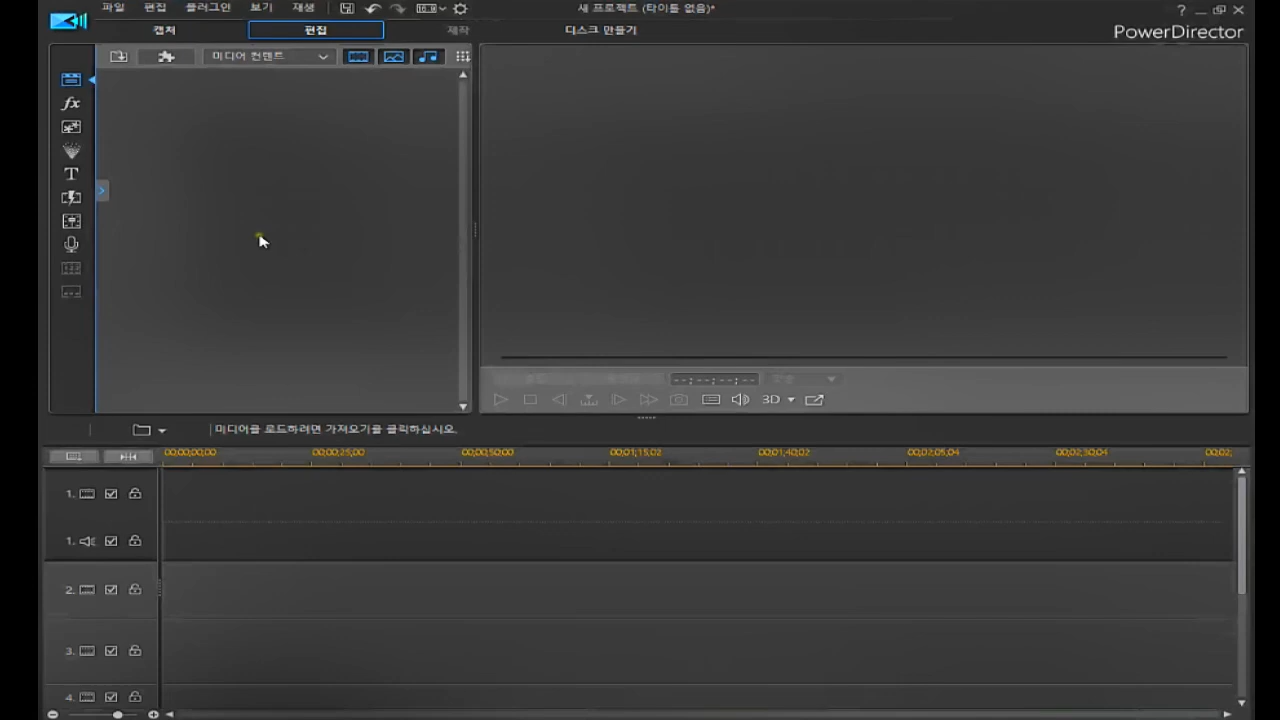 파일 편집 플러그인 보기 재생
새 프로젝트 (타이틀 없음)*
?
캡처 편집 제작 디스크 만들기
PowerDirector
미디어 컨텐트
fx
T
--;--;--;--
3D
미디어를 로드하려면 가져오기를 클릭하십시오.
00;00;00;00 00;00;25;00 00;00;50;00 00;01;15;02 00;01;40;02 00;02;05;04 00;02;30;04 00;02;
1.
1.
2.
3.
4.